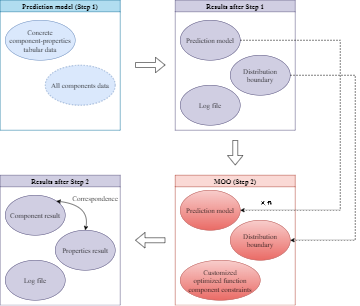 Prediction model (Step 1)
Concrete
component-properties
tabular data
All components data
Results after Step 1
Prediction model
Distribution
boundary
Log file
Results after Step 2
Correspondence
Component result
Properties result
Log file
MOO (Step 2)
× n
Prediction model
Distribution
boundary
Customized
optimized function
component constraints